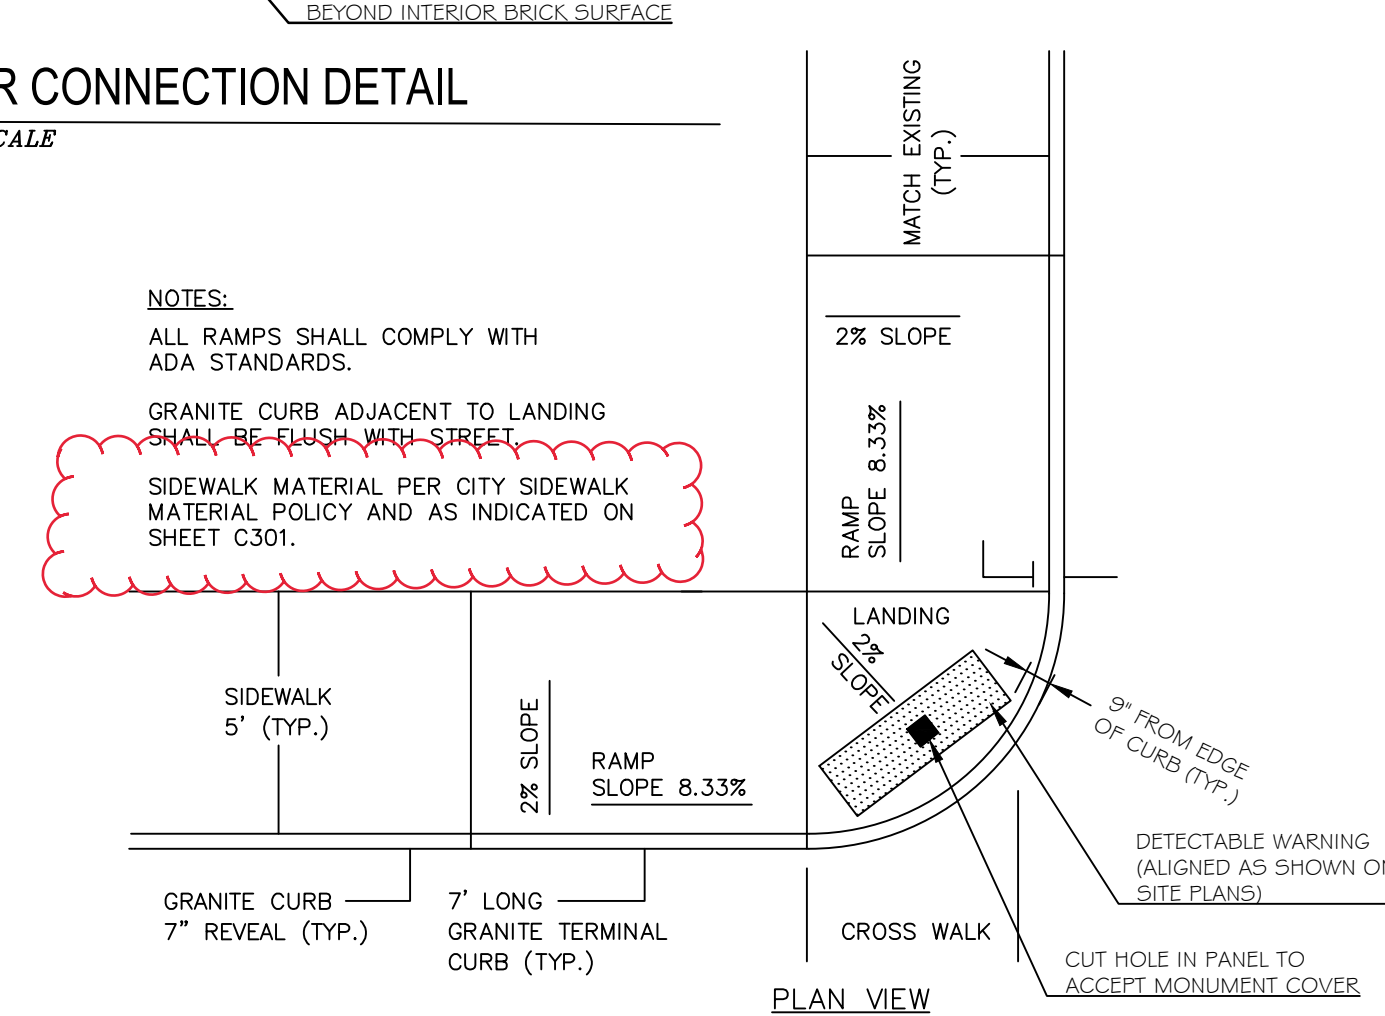 BEYOND INTERIOR BRICK SURFACE
R CONNECTION DETAIL
CALE
NOTES:
ALL RAMPS SHALL COMPLY WITH
ADA STANDARDS.
GRANITE CURB ADJACENT TO LANDING
SHALL BE FLUSH WITH STREET.
SIDEWALK MATERIAL PER CITY SIDEWALK
MATERIAL POLICY AND AS INDICATED ON
SHEET C301.
MATCH EXISTING
(TYP.)
2% SLOPE
RAMP
SLOPE 8.33%
LANDING
2%
SLOPE
SIDEWALK
5' (TYP.)
2% SLOPE
RAMP
SLOPE 8.33%
9" FROM EDGE
OF CURB (TYP.)
DETECTABLE WARNING
(ALIGNED AS SHOWN ON
SITE PLANS)
GRANITE CURB
7" REVEAL (TYP.)
7' LONG
GRANITE TERMINAL
CURB (TYP.)
CROSS WALK
CUT HOLE IN PANEL TO
ACCEPT MONUMENT COVER
PLAN VIEW